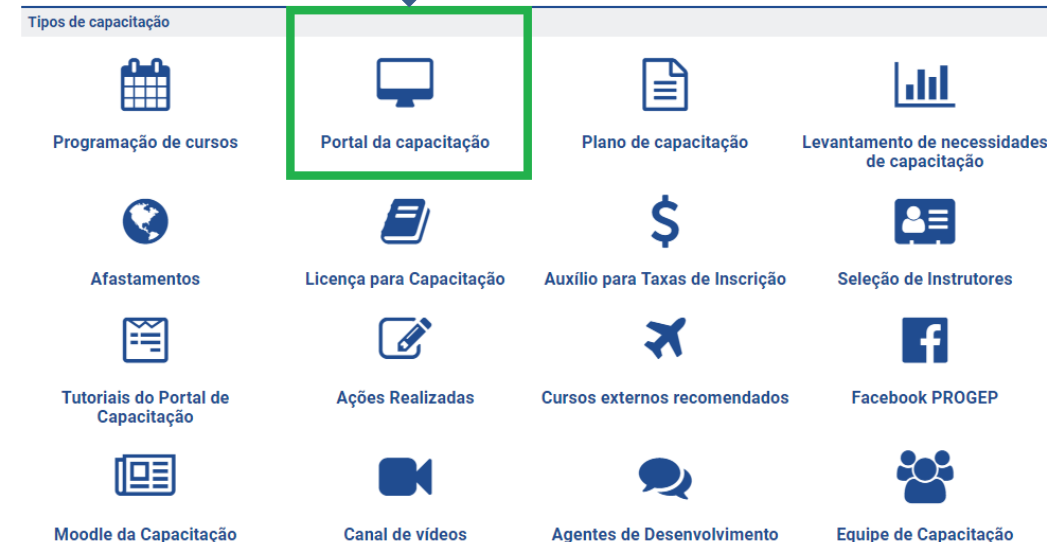 Tipos de capacitação
Programação de cursos
Portal da capacitação
Plano de capacitação
Levantamento de necessidades
de capacitação
Afastamentos
Licença para Capacitação
Auxílio para Taxas de Inscrição
Seleção de Instrutores
Tutoriais do Portal de
Capacitação
Ações Realizadas
Cursos externos recomendados
Facebook PROGEP
Moodle da Capacitação
Canal de vídeos
Agentes de Desenvolvimento
Equipe de Capacitação